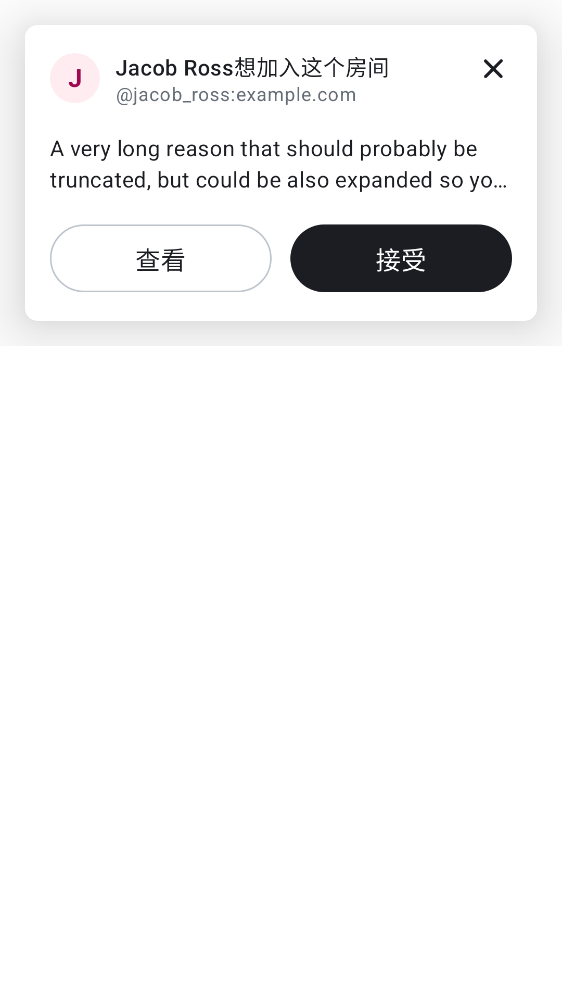 J
Jacob Ross想加入这个房间
@jacob_ross:example.com
A very long reason that should probably be
truncated, but could be also expanded so yo…
查看
接受